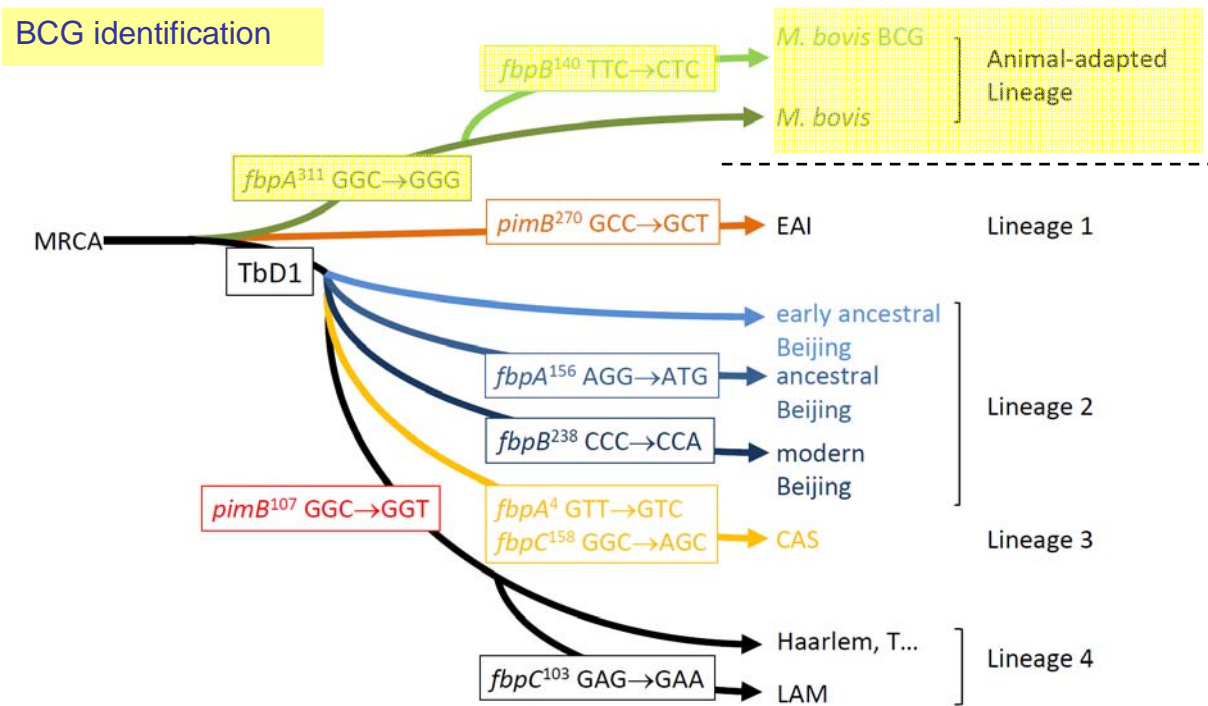 BCG identification
M. bovis BCG
fbpB¹⁴⁰ TTC→CTC
Animal-adapted
Lineage
M. bovis
fbpA³¹¹ GGC→GGG
pimB²⁷⁰ GCC→GCT
EAI
Lineage 1
MRCA
TbD1
early ancestral
Beijing
fbpA¹⁵⁶ AGG→ATG
ancestral
Beijing
Lineage 2
fbpB²³⁸ CCC→CCA
modern
Beijing
pimB¹⁰⁷ GGC→GGT
fbpA⁴ GTT→GTC
fbpC¹⁵⁸ GGC→AGC
CAS
Lineage 3
Haarlem, T...
Lineage 4
fbpC¹⁰³ GAG→GAA
LAM